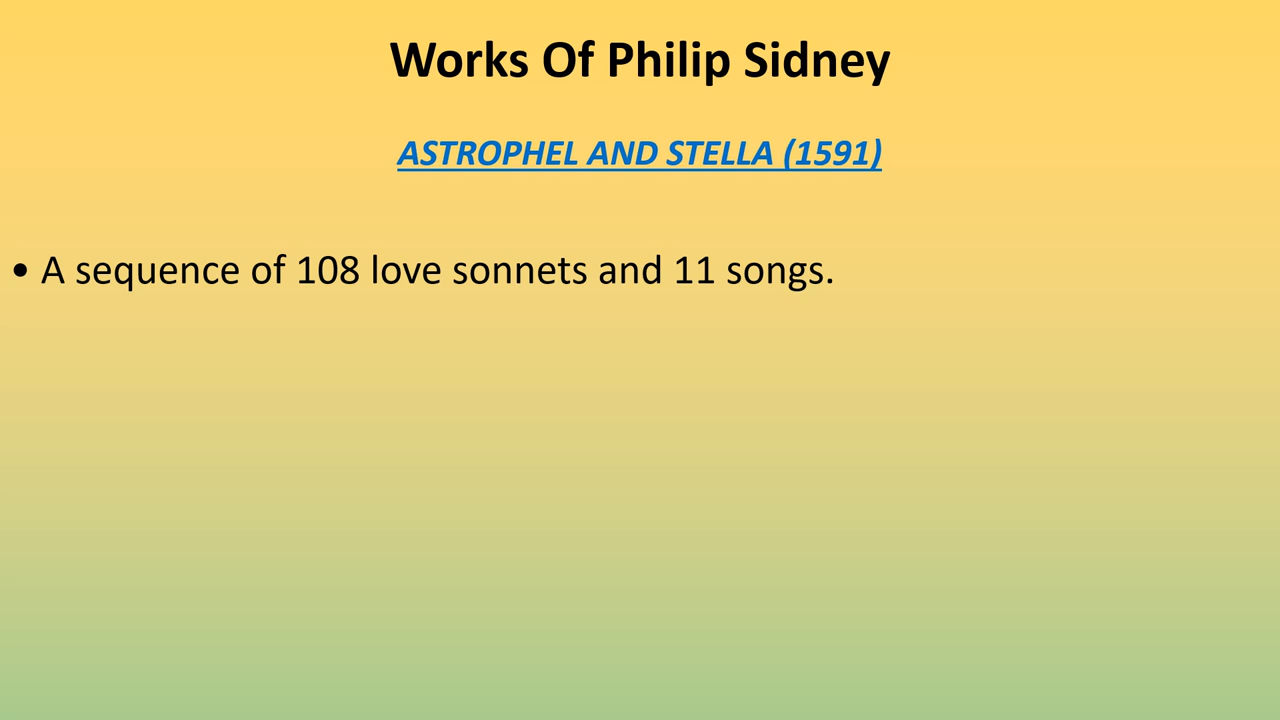 Works Of Philip Sidney
ASTROPHEL AND STELLA (1591)
• A sequence of 108 love sonnets and 11 songs.